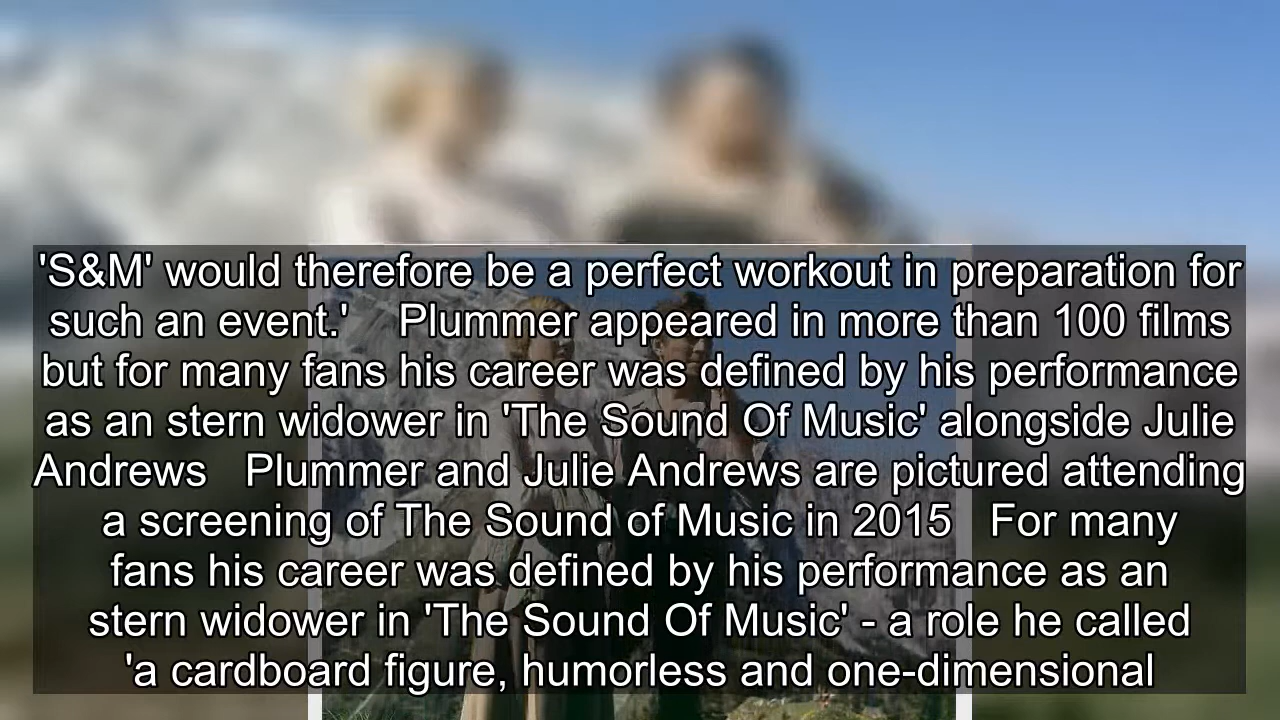 'S&M' would therefore be a perfect workout in preparation for
such an event.' Plummer appeared in more than 100 films
but for many fans his career was defined by his performance
as an stern widower in 'The Sound Of Music' alongside Julie
Andrews Plummer and Julie Andrews are pictured attending
a screening of The Sound of Music in 2015 For many
fans his career was defined by his performance as an
stern widower in 'The Sound Of Music' - a role he called
'a cardboard figure, humorless and one-dimensional